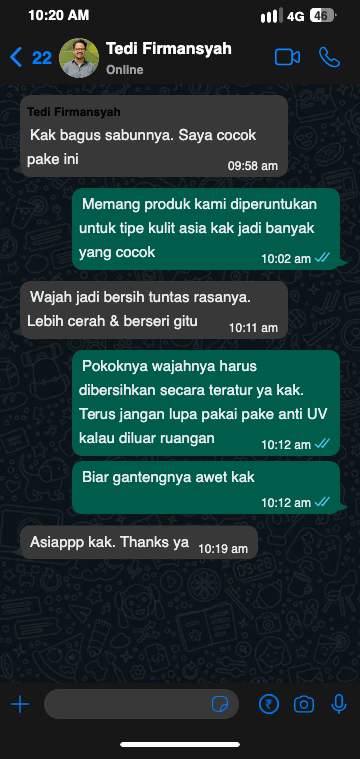 10:20 AM
4G 46
22
Tedi Firmansyah
Online
Tedi Firmansyah
Kak bagus sabunnya. Saya cocok
pake ini
09:58 am
Memang produk kami diperuntukan
untuk tipe kulit asia kak jadi banyak
yang cocok
10:02 am
Wajah jadi bersih tuntas rasanya.
Lebih cerah & berseri gitu
10:11 am
Pokoknya wajahnya harus
dibersihkan secara teratur ya kak.
Terus jangan lupa pakai pake anti UV
kalau diluar ruangan
10:12 am
Biar gantengnya awet kak
10:12 am
Asiappp kak. Thanks ya
10:19 am
₹